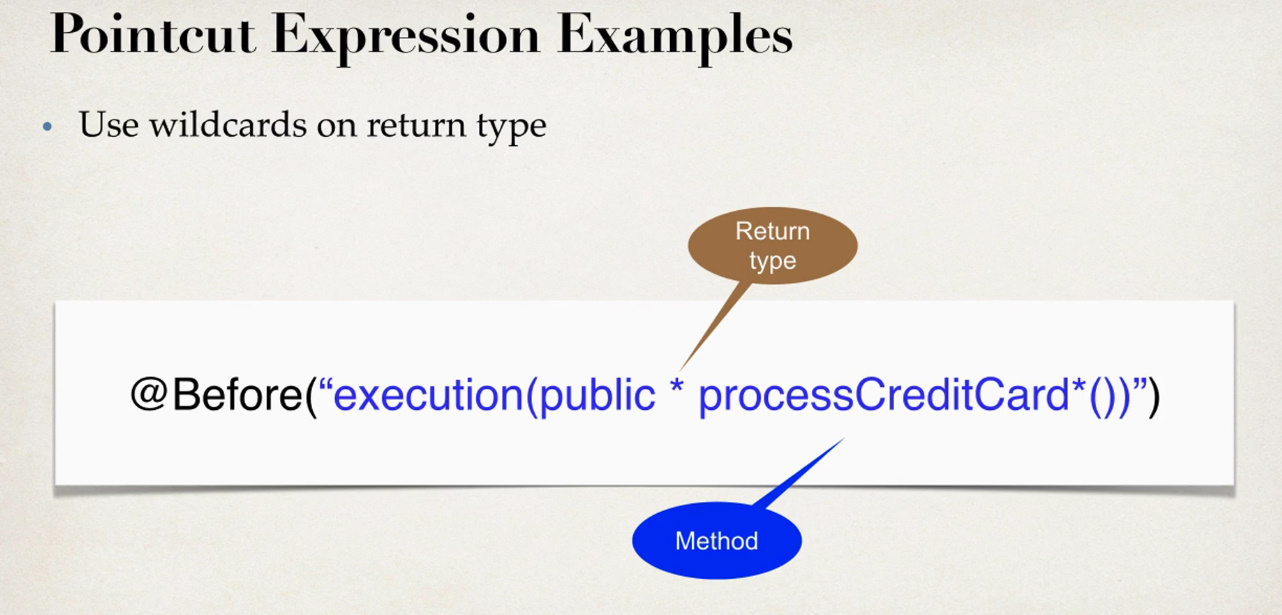 Pointcut Expression Examples
• Use wildcards on return type
Return
type
@Before(“execution(public * processCreditCard*())”)
Method